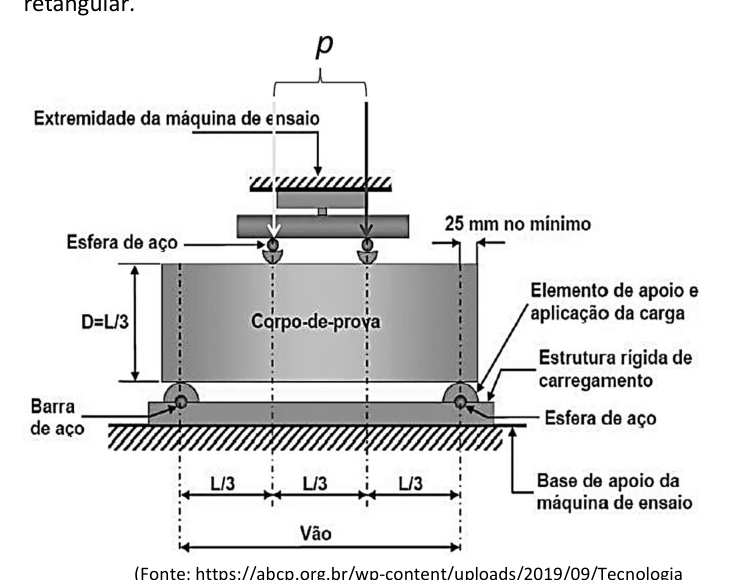 retangular.
p
Extremidade da máquina de ensaio
25 mm no mínimo
Esfera de aço
Elemento de apoio e
aplicação da carga
D=L/3
Corpo-de-prova
Estrutura rígida de
carregamento
Barra
de aço
Esfera de aço
L/3
L/3
L/3
Base de apoio da
máquina de ensaio
Vão
(Fonte: https://abcp.org.br/wp-content/uploads/2019/09/Tecnologia